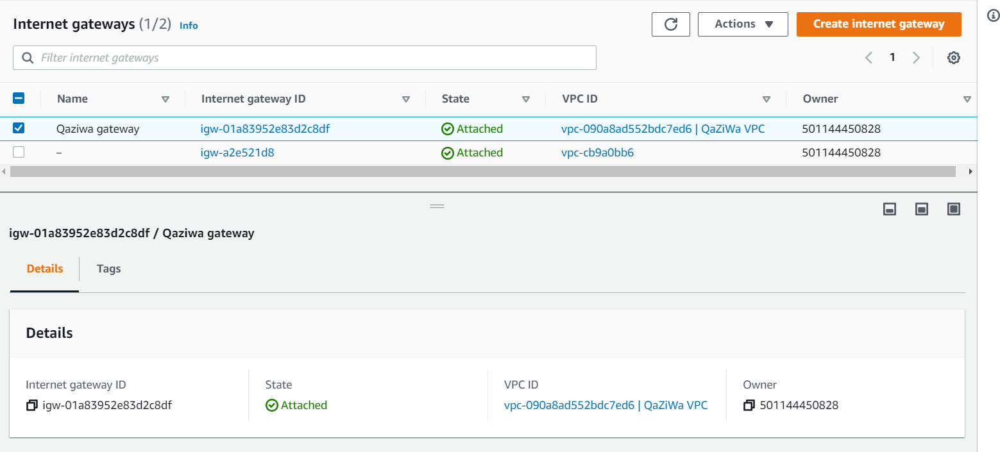 Internet gateways (1/2) Info
Actions
Create internet gateway
Filter internet gateways
1
Name Internet gateway ID State VPC ID Owner
Qaziwa gateway igw-01a83952e83d2c8df Attached vpc-090a8ad552bdc7ed6 | QaZiWa VPC 501144450828
– igw-a2e521d8 Attached vpc-cb9a0bb6 501144450828
igw-01a83952e83d2c8df / Qaziwa gateway
Details Tags
Details
Internet gateway ID State VPC ID Owner
igw-01a83952e83d2c8df Attached vpc-090a8ad552bdc7ed6 | QaZiWa VPC 501144450828